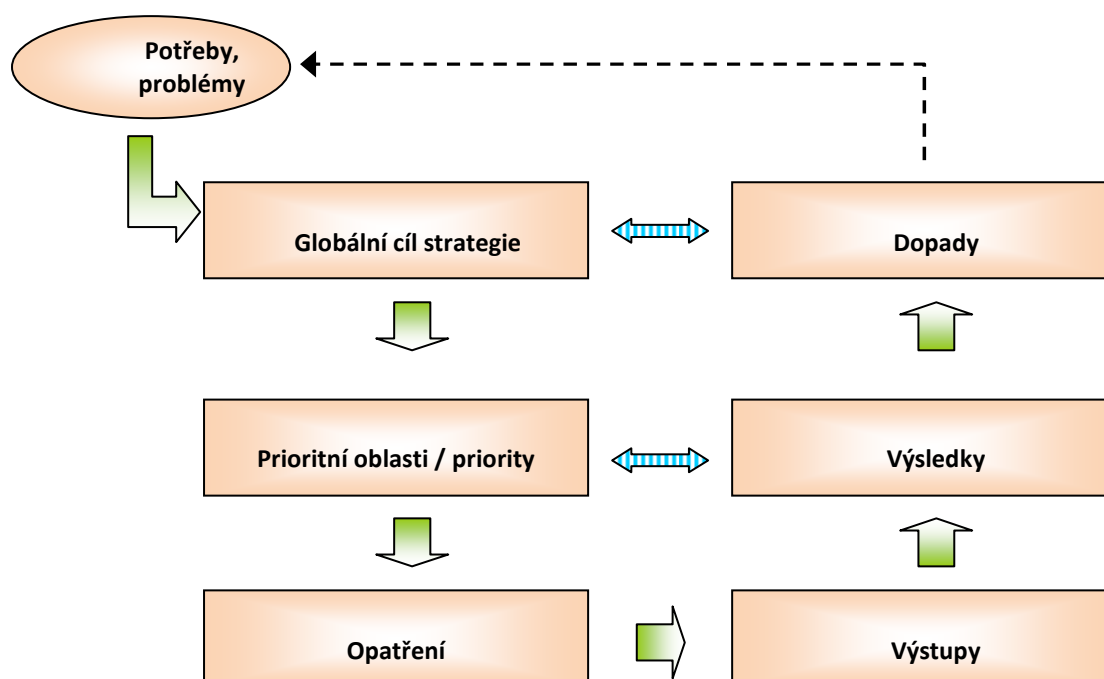 Potřeby,
problémy
Globální cíl strategie
Dopady
Prioritní oblasti / priority
Výsledky
Opatření
Výstupy